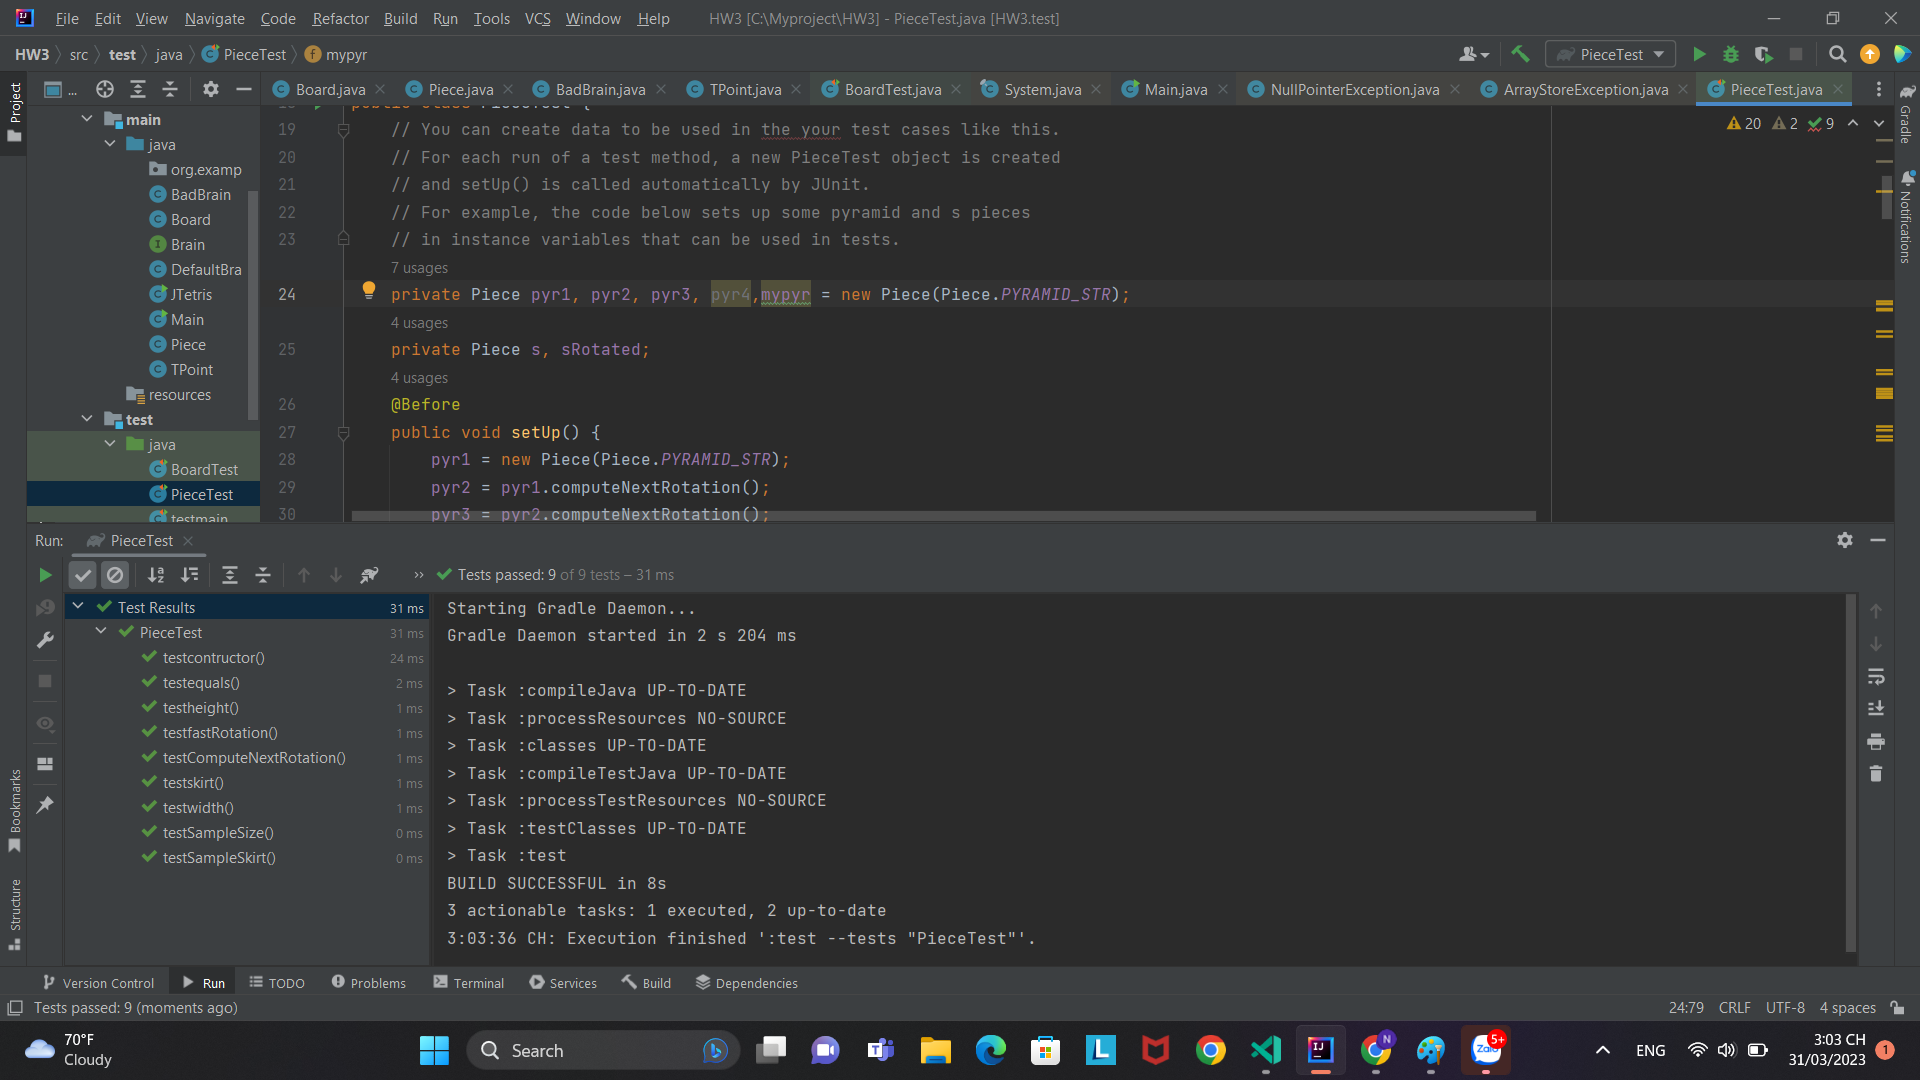 File Edit View Navigate Code Refactor Build Run Tools VCS Window Help HW3 [C:\Myproject\HW3] - PieceTest.java [HW3.test]
HW3 src test java PieceTest mypyr PieceTest
Project ... Board.java Piece.java BadBrain.java TPoint.java BoardTest.java System.java Main.java NullPointerException.java ArrayStoreException.java PieceTest.java
Gradle
Notifications
main
java
org.examp
BadBrain
Board
Brain
DefaultBra
JTetris
Main
Piece
TPoint
resources
test
java
BoardTest
PieceTest
testmain
20 2 9
19 // You can create data to be used in the your test cases like this.
20 // For each run of a test method, a new PieceTest object is created
21 // and setUp() is called automatically by JUnit.
22 // For example, the code below sets up some pyramid and s pieces
23 // in instance variables that can be used in tests.
7 usages
24 private Piece pyr1, pyr2, pyr3, pyr4,mypyr = new Piece(Piece.PYRAMID_STR);
4 usages
25 private Piece s, sRotated;
4 usages
26 @Before
27 public void setUp() {
28 pyr1 = new Piece(Piece.PYRAMID_STR);
29 pyr2 = pyr1.computeNextRotation();
30 pyr3 = pyr2.computeNextRotation();
Run: PieceTest
Tests passed: 9 of 9 tests – 31 ms
Test Results 31 ms
PieceTest 31 ms
testcontructor() 24 ms
testequals() 2 ms
testheight() 1 ms
testfastRotation() 1 ms
testComputeNextRotation() 1 ms
testskirt() 1 ms
testwidth() 1 ms
testSampleSize() 0 ms
testSampleSkirt() 0 ms
Starting Gradle Daemon...
Gradle Daemon started in 2 s 204 ms
> Task :compileJava UP-TO-DATE
> Task :processResources NO-SOURCE
> Task :classes UP-TO-DATE
> Task :compileTestJava UP-TO-DATE
> Task :processTestResources NO-SOURCE
> Task :testClasses UP-TO-DATE
> Task :test
BUILD SUCCESSFUL in 8s
3 actionable tasks: 1 executed, 2 up-to-date
3:03:36 CH: Execution finished ':test --tests "PieceTest"'.
Bookmarks
Structure
Version Control Run TODO Problems Terminal Services Build Dependencies
Tests passed: 9 (moments ago) 24:79 CRLF UTF-8 4 spaces
70°F
Cloudy
Search
N
Zalo
5+
ENG
3:03 CH
31/03/2023
1